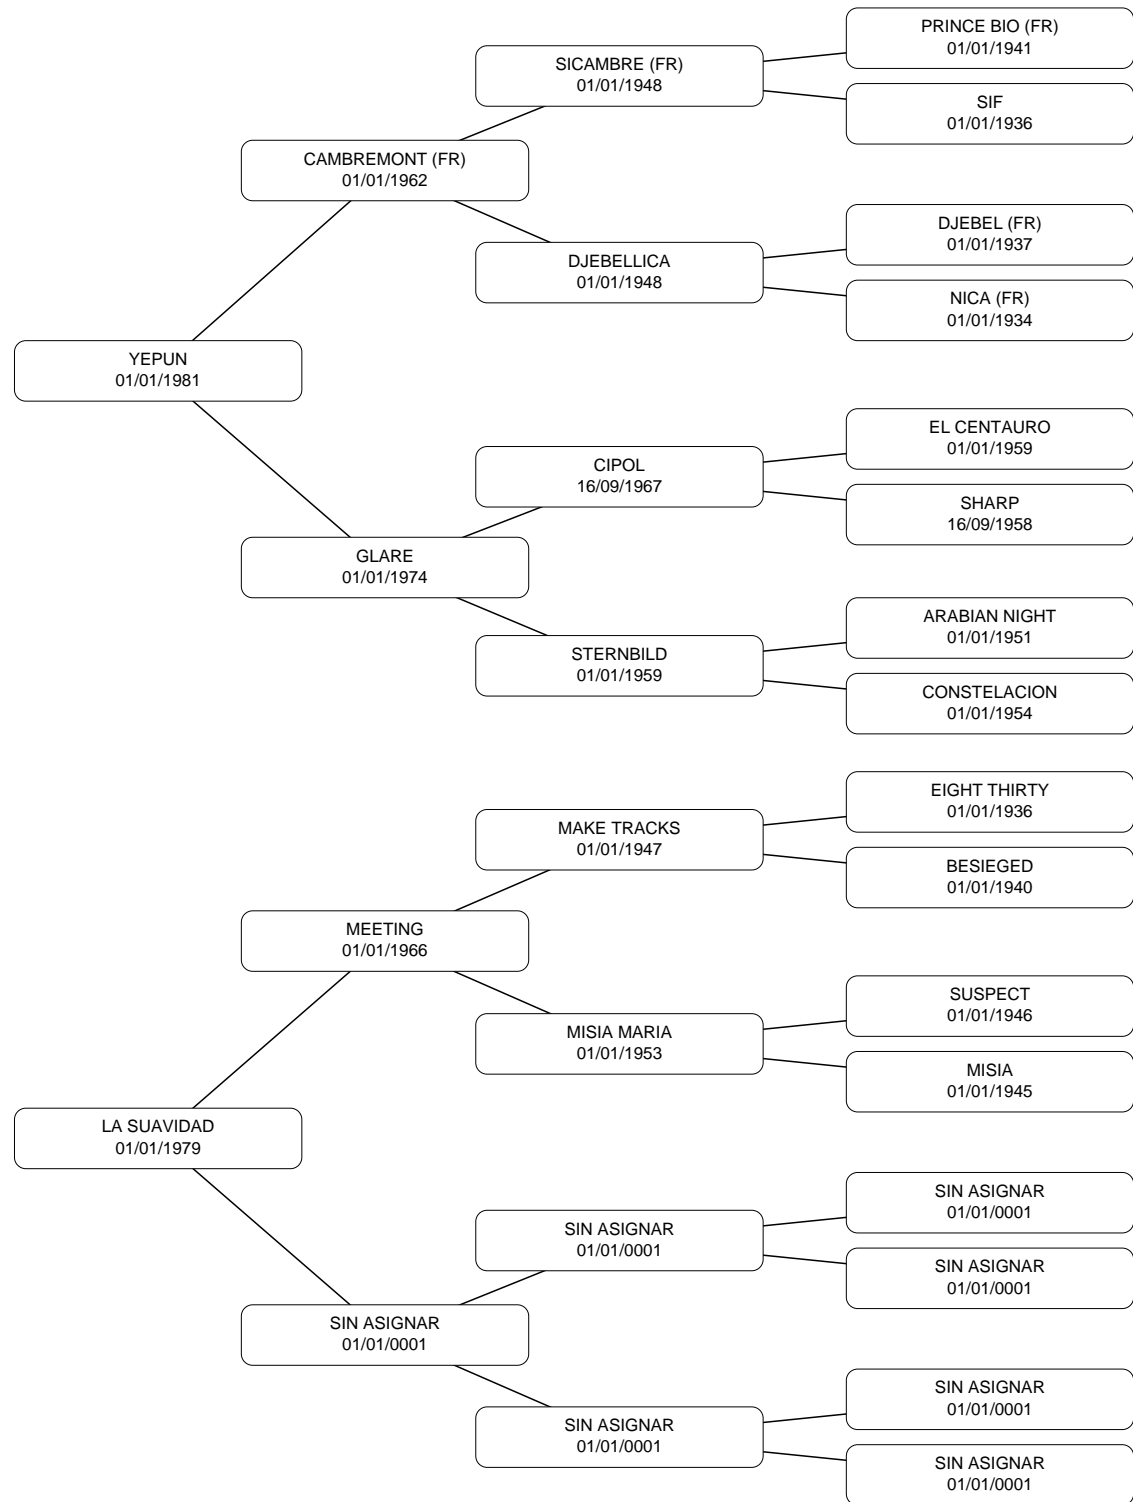 PRINCE BIO (FR)
01/01/1941
SICAMBRE (FR)
01/01/1948
SIF
01/01/1936
CAMBREMONT (FR)
01/01/1962
DJEBEL (FR)
01/01/1937
DJEBELLICA
01/01/1948
NICA (FR)
01/01/1934
YEPUN
01/01/1981
EL CENTAURO
01/01/1959
CIPOL
16/09/1967
SHARP
16/09/1958
GLARE
01/01/1974
ARABIAN NIGHT
01/01/1951
STERNBILD
01/01/1959
CONSTELACION
01/01/1954
EIGHT THIRTY
01/01/1936
MAKE TRACKS
01/01/1947
BESIEGED
01/01/1940
MEETING
01/01/1966
SUSPECT
01/01/1946
MISIA MARIA
01/01/1953
MISIA
01/01/1945
LA SUAVIDAD
01/01/1979
SIN ASIGNAR
01/01/0001
SIN ASIGNAR
01/01/0001
SIN ASIGNAR
01/01/0001
SIN ASIGNAR
01/01/0001
SIN ASIGNAR
01/01/0001
SIN ASIGNAR
01/01/0001
SIN ASIGNAR
01/01/0001